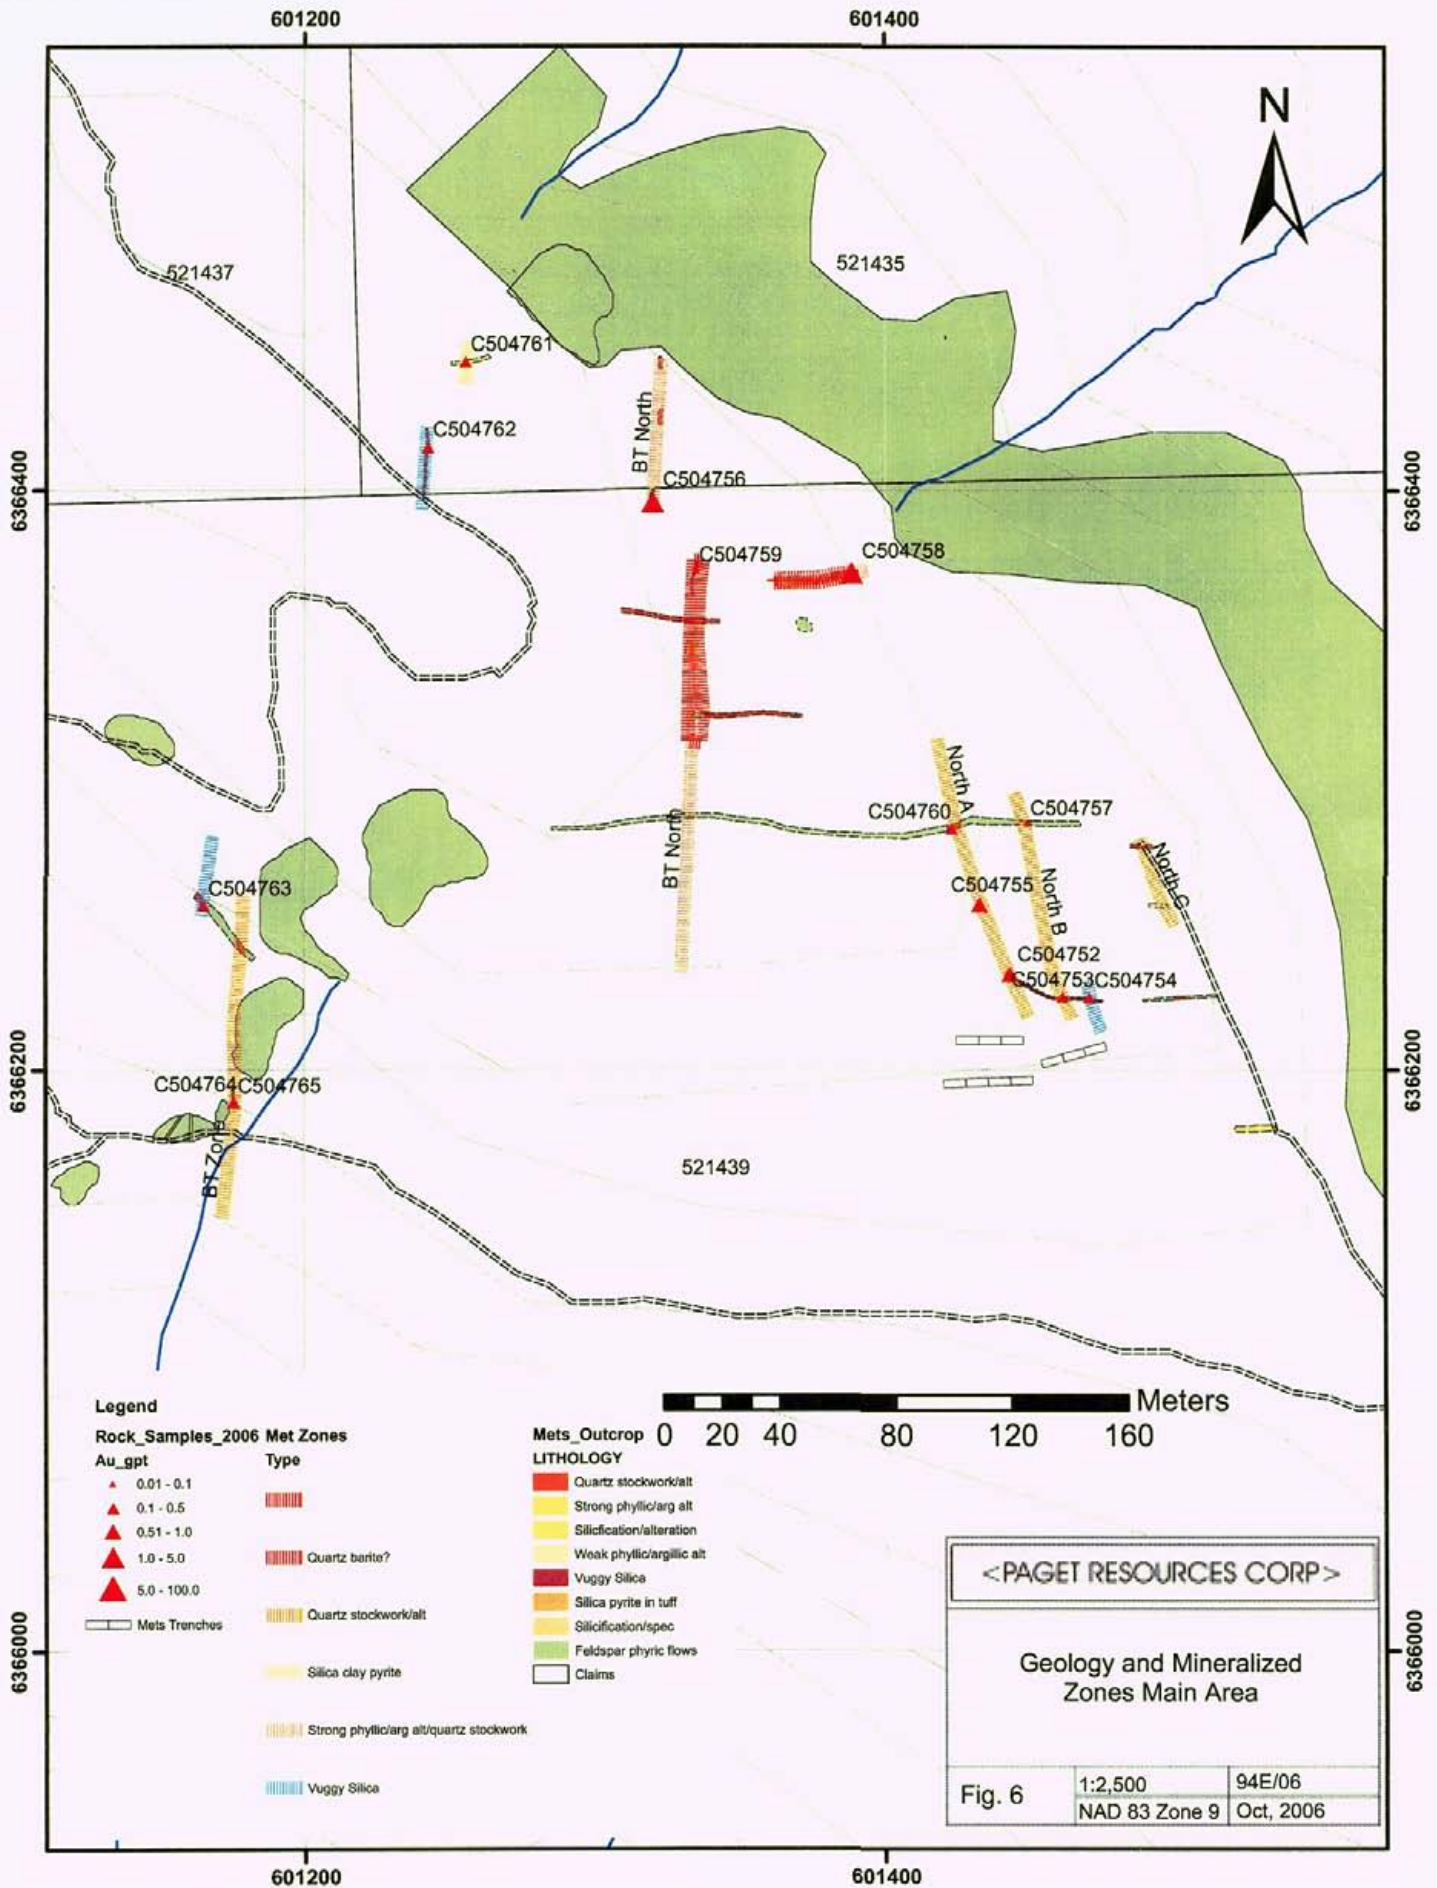 601200
601400
N
521437
521435
C504761
C504762
BT North
6366400
6366400
C504756
C504759
C504758
North A
C504760
C504757
BT North
North C
C504763
C504755
North B
C504752
C504753
C504754
6366200
6366200
C504764
C504765
BT Zone
521439
Legend
Rock_Samples_2006
Au_gpt
0.01 - 0.1
0.1 - 0.5
0.51 - 1.0
1.0 - 5.0
5.0 - 100.0
Mets Trenches
Met Zones
Type
Quartz barite?
Quartz stockwork/alt
Silica clay pyrite
Strong phyllic/arg alt/quartz stockwork
Vuggy Silica
Mets_Outcrop
LITHOLOGY
Quartz stockwork/alt
Strong phyllic/arg alt
Silicfication/alteration
Weak phyllic/argillic alt
Vuggy Silica
Silica pyrite in tuff
Silicification/spec
Feldspar phyric flows
Claims
Meters
0 20 40 80 120 160
<PAGET RESOURCES CORP>
Geology and Mineralized
Zones Main Area
Fig. 6
1:2,500
94E/06
NAD 83 Zone 9
Oct, 2006
6366000
6366000
601200
601400